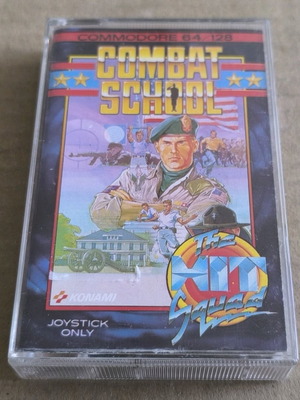 COMMODORE 64/128
COMBAT
SCHOOL
The
HIT
Squad
KONAMI
JOYSTICK
ONLY